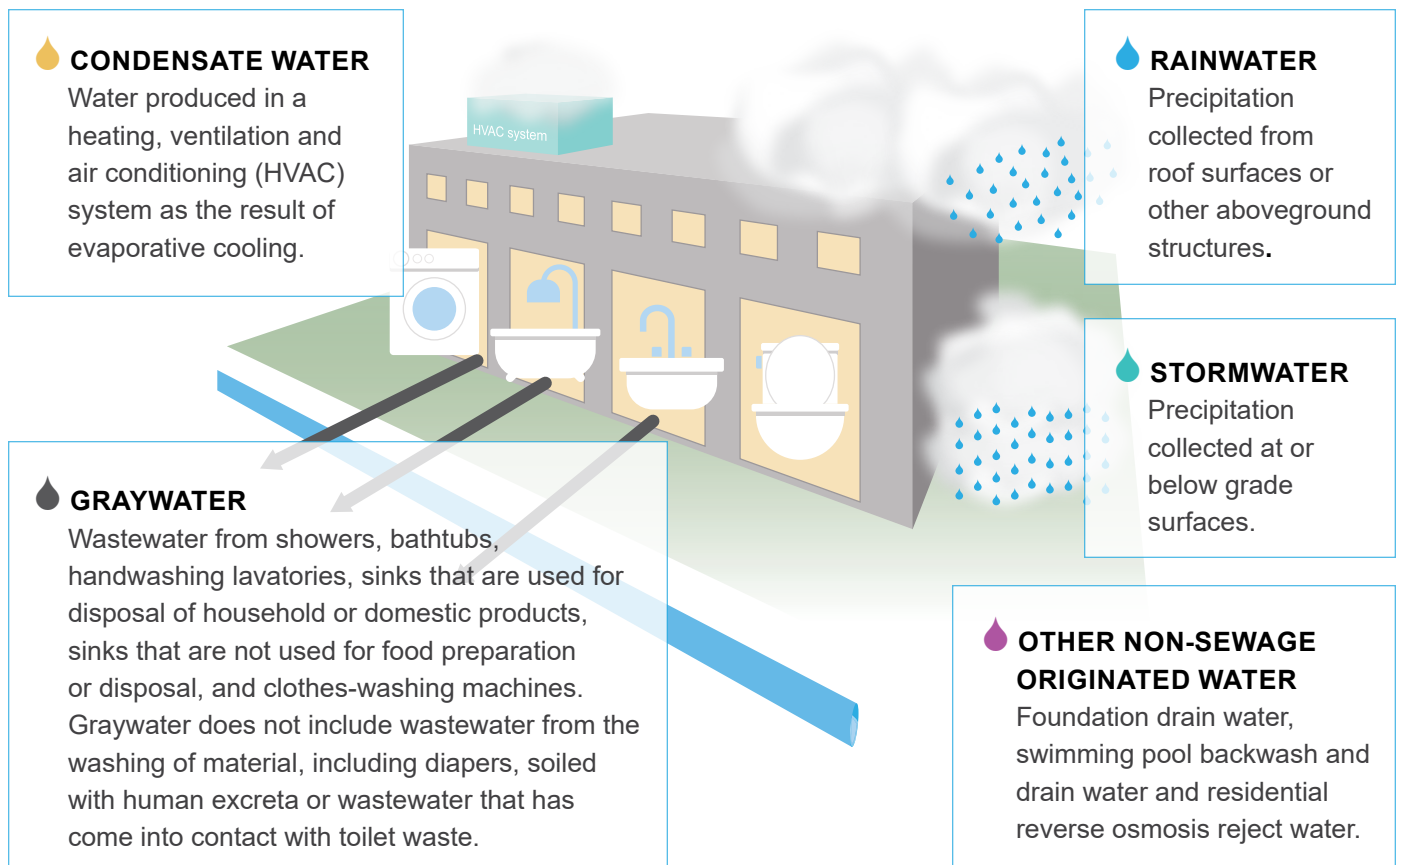 CONDENSATE WATER
Water produced in a
heating, ventilation and
air conditioning (HVAC)
system as the result of
evaporative cooling.
HVAC system
RAINWATER
Precipitation
collected from
roof surfaces or
other aboveground
structures.
STORMWATER
Precipitation
collected at or
below grade
surfaces.
GRAYWATER
Wastewater from showers, bathtubs,
handwashing lavatories, sinks that are used for
disposal of household or domestic products,
sinks that are not used for food preparation
or disposal, and clothes-washing machines.
Graywater does not include wastewater from the
washing of material, including diapers, soiled
with human excreta or wastewater that has
come into contact with toilet waste.
OTHER NON-SEWAGE
ORIGINATED WATER
Foundation drain water,
swimming pool backwash and
drain water and residential
reverse osmosis reject water.